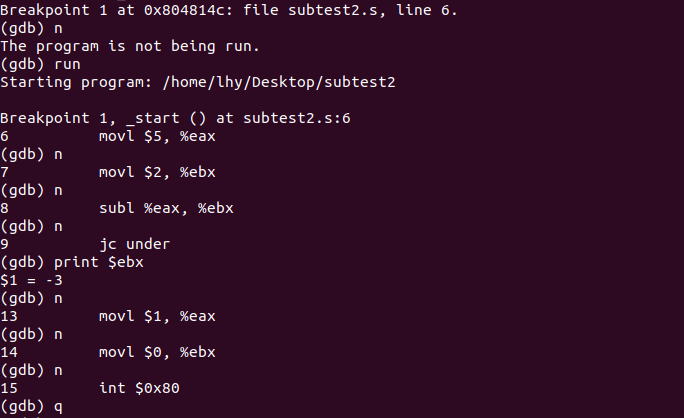 Breakpoint 1 at 0x804814c: file subtest2.s, line 6.
(gdb) n
The program is not being run.
(gdb) run
Starting program: /home/lhy/Desktop/subtest2

Breakpoint 1, _start () at subtest2.s:6
6	movl $5, %eax
(gdb) n
7	movl $2, %ebx
(gdb) n
8	subl %eax, %ebx
(gdb) n
9	jc under
(gdb) print $ebx
$1 = -3
(gdb) n
13	movl $1, %eax
(gdb) n
14	movl $0, %ebx
(gdb) n
15	int $0x80
(gdb) q